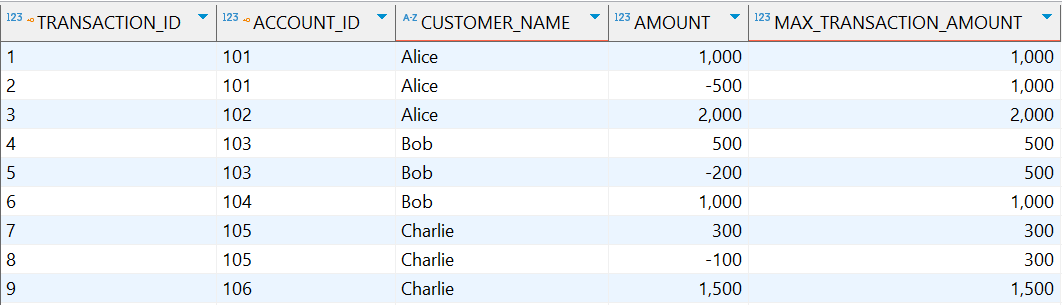 123 TRANSACTION_ID 123 ACCOUNT_ID A-Z CUSTOMER_NAME 123 AMOUNT 123 MAX_TRANSACTION_AMOUNT
1 101 Alice 1,000 1,000
2 101 Alice -500 1,000
3 102 Alice 2,000 2,000
4 103 Bob 500 500
5 103 Bob -200 500
6 104 Bob 1,000 1,000
7 105 Charlie 300 300
8 105 Charlie -100 300
9 106 Charlie 1,500 1,500